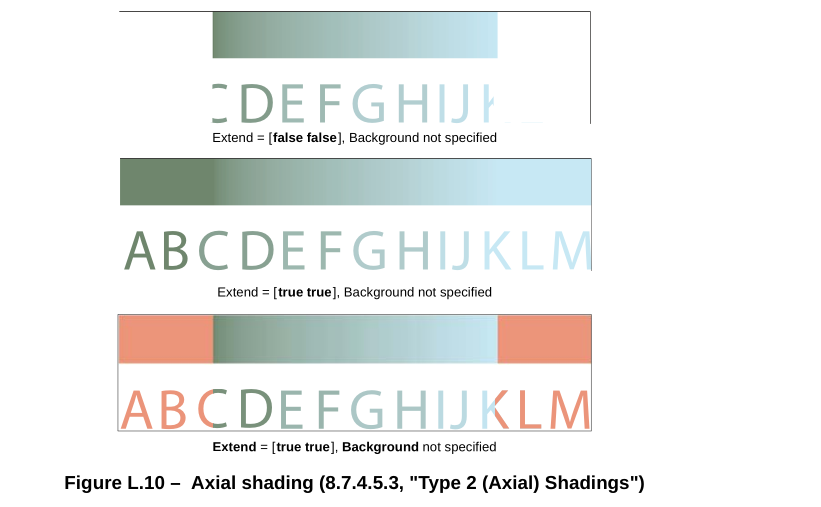 CDEFGHIJK
Extend = [false false], Background not specified
ABCDEFGHIJKLM
Extend = [true true], Background not specified
ABCDEFGHIJKLM
Extend = [true true], Background not specified
Figure L.10 – Axial shading (8.7.4.5.3, "Type 2 (Axial) Shadings")